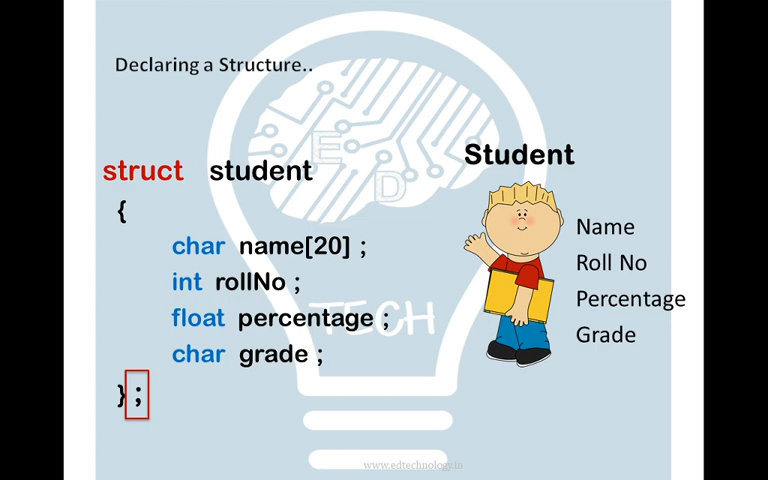 Declaring a Structure..
struct student
{
char name[20] ;
int rollNo ;
float percentage ;
char grade ;
} ;
Student
Name
Roll No
Percentage
Grade
E
D
TECH
www.edtechnology.in